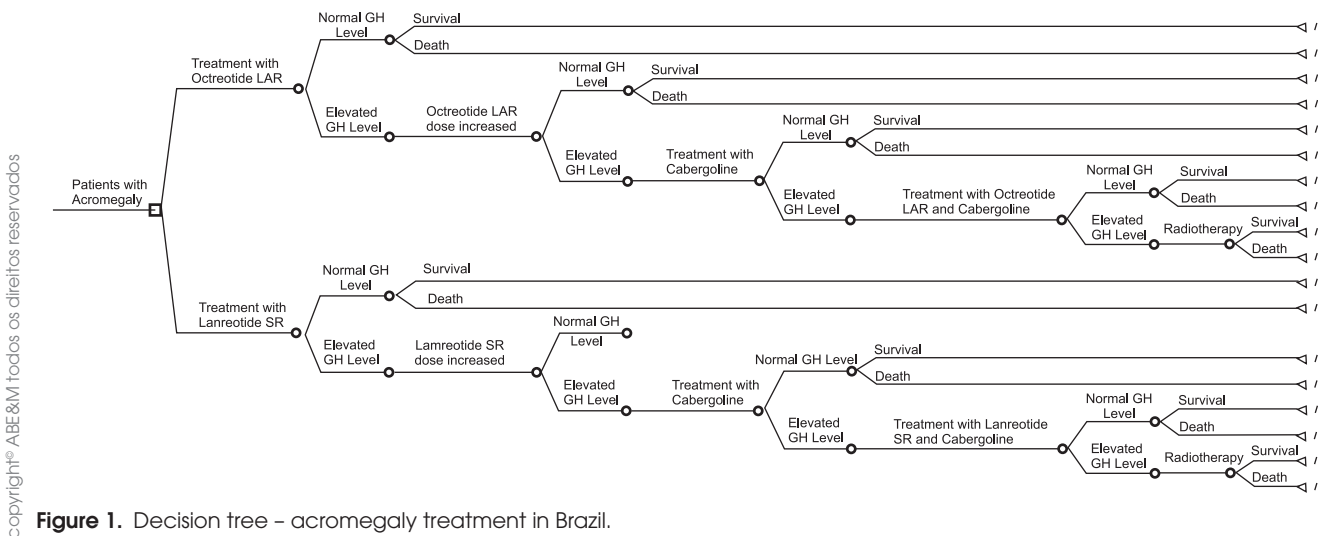 Normal GH
Level
Survival
Death
Treatment with
Octreotide LAR
Elevated
GH Level
Octreotide LAR
dose increased
Normal GH
Level
Survival
Death
Elevated
GH Level
Treatment with
Cabergoline
Normal GH
Level
Survival
Death
Elevated
GH Level
Treatment with Octreotide
LAR and Cabergoline
Normal GH
Level
Survival
Death
Elevated
GH Level
Radiotherapy
Survival
Death
Patients with
Acromegaly
Treatment with
Lanreotide SR
Normal GH
Level
Survival
Death
Elevated
GH Level
Lamreotide SR
dose increased
Normal GH
Level
Elevated
GH Level
Treatment with
Cabergoline
Normal GH Level
Survival
Death
Elevated
GH Level
Treatment with Lanreotide
SR and Cabergoline
Normal GH
Level
Survival
Death
Elevated
GH Level
Radiotherapy
Survival
Death
copyright© ABE&M todos os direitos reservados
Figure 1. Decision tree – acromegaly treatment in Brazil.